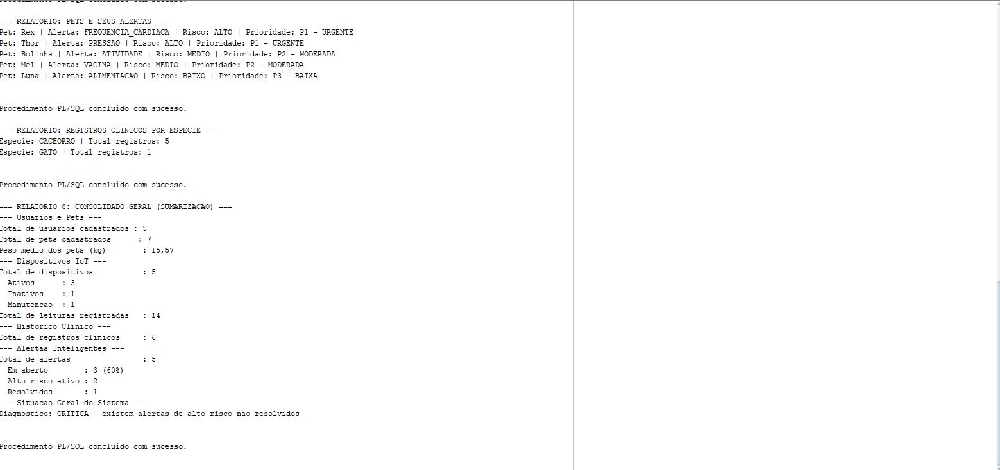 Procedimento PL/SQL concluído com sucesso.
=== RELATORIO: PETS E SEUS ALERTAS ===
Pet: Rex | Alerta: FREQUENCIA_CARDIACA | Risco: ALTO | Prioridade: P1 - URGENTE
Pet: Thor | Alerta: PRESSAO | Risco: ALTO | Prioridade: P1 - URGENTE
Pet: Bolinha | Alerta: ATIVIDADE | Risco: MEDIO | Prioridade: P2 - MODERADA
Pet: Mel | Alerta: VACINA | Risco: MEDIO | Prioridade: P2 - MODERADA
Pet: Luna | Alerta: ALIMENTACAO | Risco: BAIXO | Prioridade: P3 - BAIXA
Procedimento PL/SQL concluído com sucesso.
=== RELATORIO: REGISTROS CLINICOS POR ESPECIE ===
Especie: CACHORRO | Total registros: 5
Especie: GATO | Total registros: 1
Procedimento PL/SQL concluído com sucesso.
=== RELATORIO 8: CONSOLIDADO GERAL (SUMARIZACAO) ===
--- Usuarios e Pets ---
Total de usuarios cadastrados : 5
Total de pets cadastrados      : 7
Peso medio dos pets (kg)        : 15,57
--- Dispositivos IoT ---
Total de dispositivos           : 5
  Ativos      : 3
  Inativos    : 1
  Manutencao  : 1
Total de leituras registradas   : 14
--- Historico Clinico ---
Total de registros clinicos     : 6
--- Alertas Inteligentes ---
Total de alertas                : 5
  Em aberto        : 3 (60%)
  Alto risco ativo : 2
  Resolvidos       : 1
--- Situacao Geral do Sistema ---
Diagnostico: CRITICA - existem alertas de alto risco nao resolvidos
Procedimento PL/SQL concluído com sucesso.